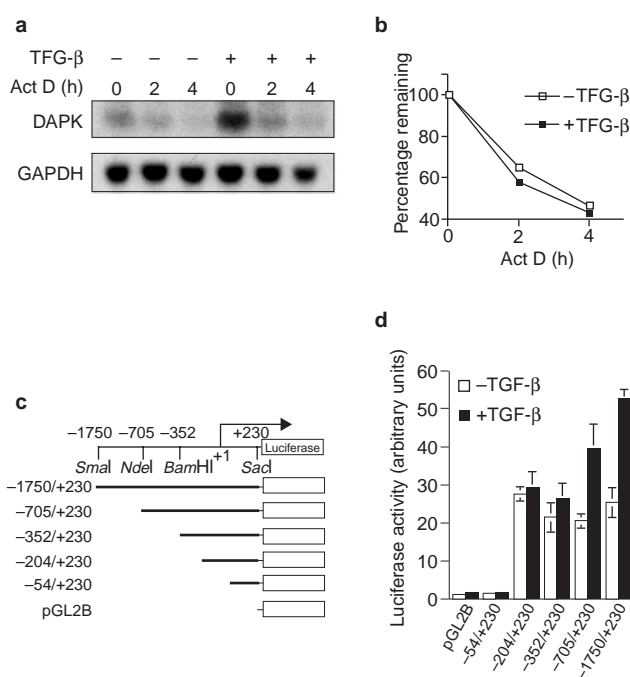 a
TFG-β – – – + + +
Act D (h) 0 2 4 0 2 4
DAPK
GAPDH
b
Percentage remaining
100
80
60
40
0 2 4
Act D (h)
–TFG-β
+TFG-β
c
–1750 –705 –352 +1 +230
Luciferase
SmaI NdeI BamHI SacI
–1750/+230
–705/+230
–352/+230
–204/+230
–54/+230
pGL2B
d
Luciferase activity (arbitrary units)
60
50
40
30
20
10
0
–TGF-β
+TGF-β
pGL2B
–54/+230
–204/+230
–352/+230
–705/+230
–1750/+230